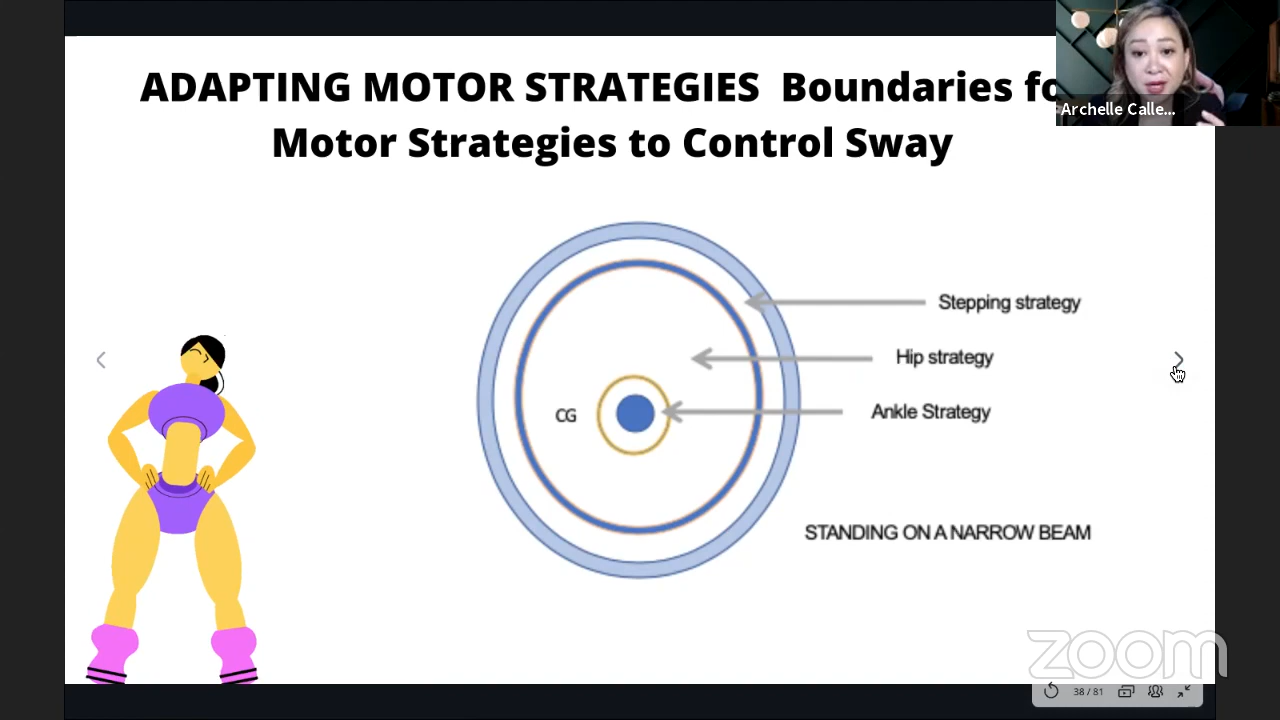 ADAPTING MOTOR STRATEGIES Boundaries fo
Motor Strategies to Control Sway
Archelle Calle...
Stepping strategy
Hip strategy
CG
Ankle Strategy
STANDING ON A NARROW BEAM
zoom
38 / 81